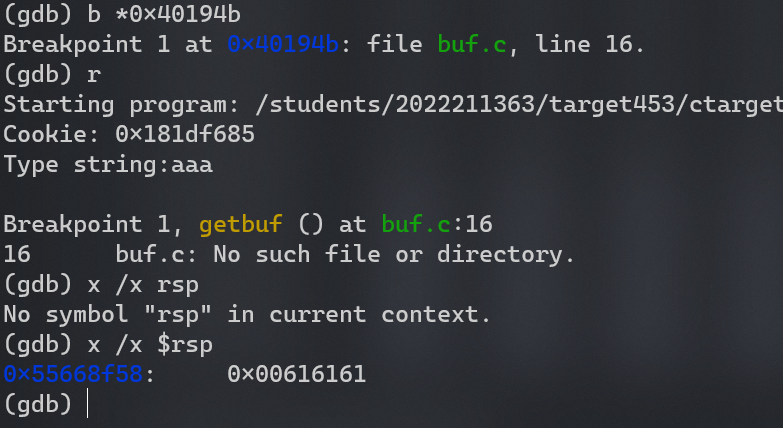 (gdb) b *0x40194b
Breakpoint 1 at 0x40194b: file buf.c, line 16.
(gdb) r
Starting program: /students/2022211363/target453/ctarget
Cookie: 0x181df685
Type string:aaa
Breakpoint 1, getbuf () at buf.c:16
16      buf.c: No such file or directory.
(gdb) x /x rsp
No symbol "rsp" in current context.
(gdb) x /x $rsp
0x55668f58:     0x00616161
(gdb)